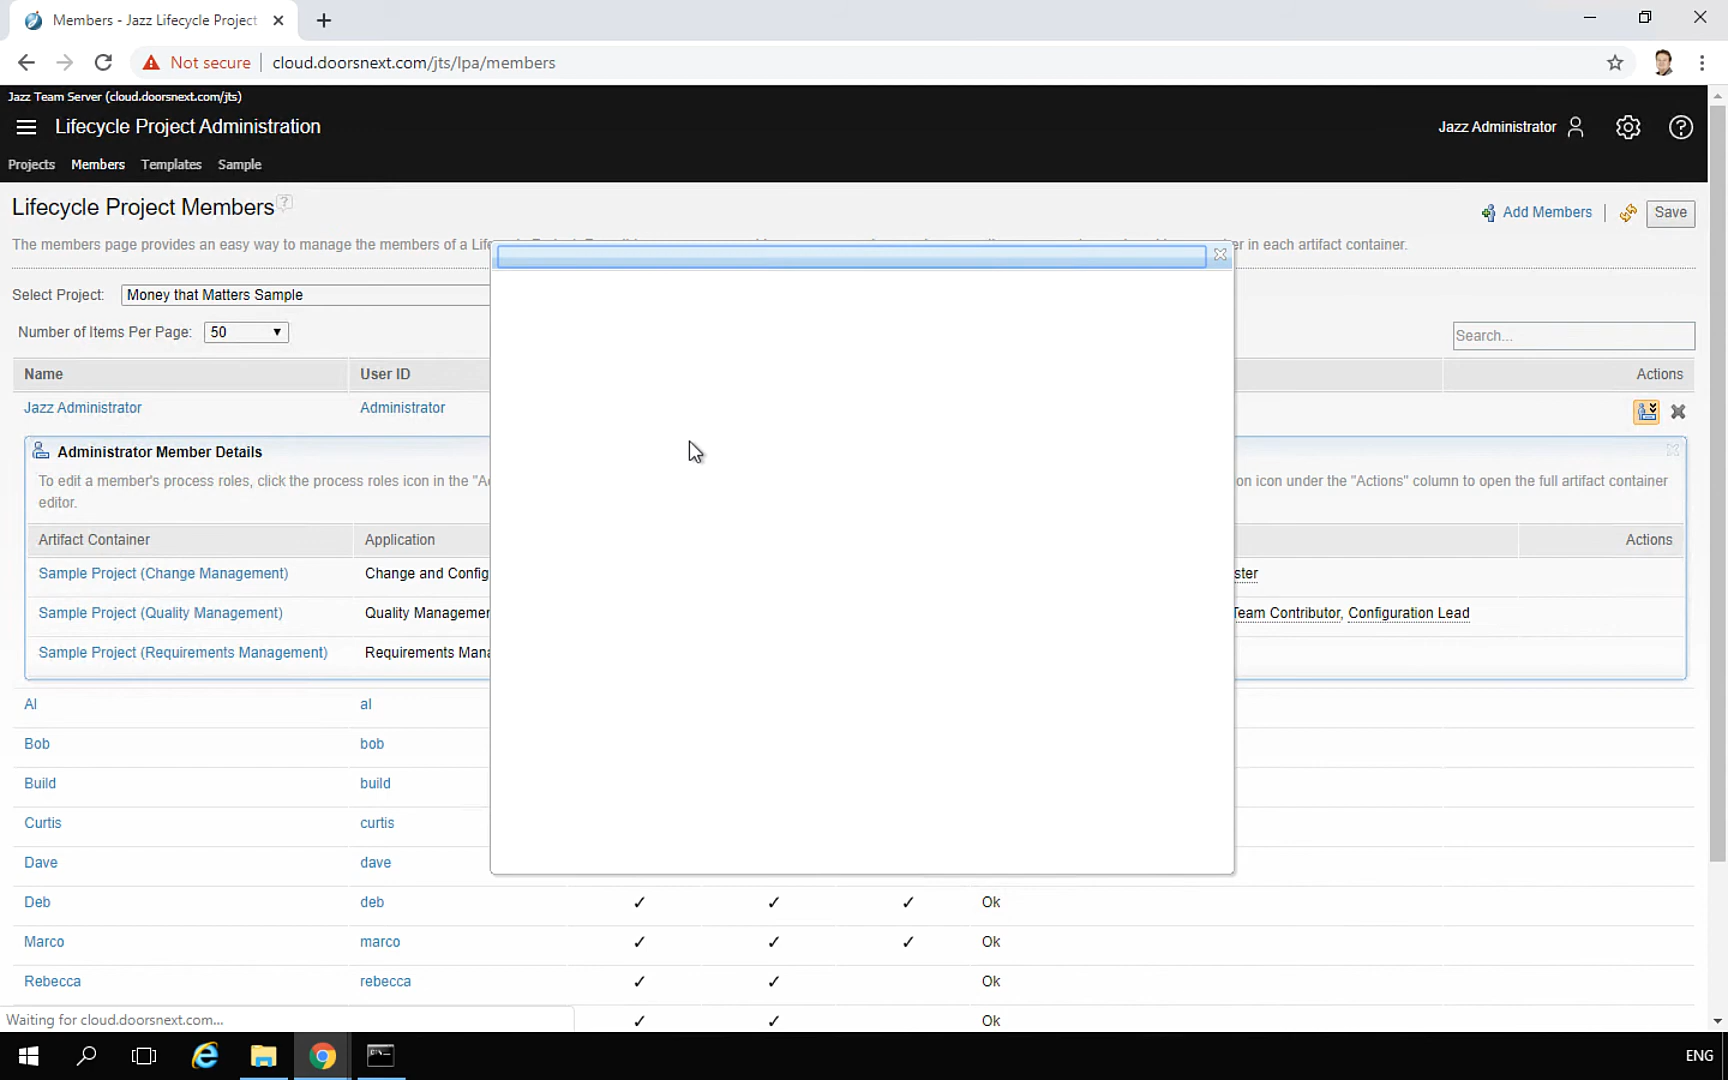 Members - Jazz Lifecycle Project
Not secure
cloud.doorsnext.com/jts/lpa/members
Jazz Team Server (cloud.doorsnext.com/jts)
Lifecycle Project Administration
Jazz Administrator
Projects Members Templates Sample
Lifecycle Project Members
Add Members
Save
The members page provides an easy way to manage the members of a
er in each artifact container.
Select Project: Money that Matters Sample
Number of Items Per Page: 50
Search...
Name User ID Actions
Jazz Administrator Administrator
Administrator Member Details
To edit a member's process roles, click the process roles icon in the "Ac
on icon under the "Actions" column to open the full artifact container
editor.
Artifact Container Application Actions
Sample Project (Change Management) Change and Config ster
Sample Project (Quality Management) Quality Managemen Team Contributor, Configuration Lead
Sample Project (Requirements Management) Requirements Mana
Al al
Bob bob
Build build
Curtis curtis
Dave dave
Deb deb ✓ ✓ ✓ Ok
Marco marco ✓ ✓ ✓ Ok
Rebecca rebecca ✓ ✓ Ok
✓ ✓ Ok
Waiting for cloud.doorsnext.com...
ENG